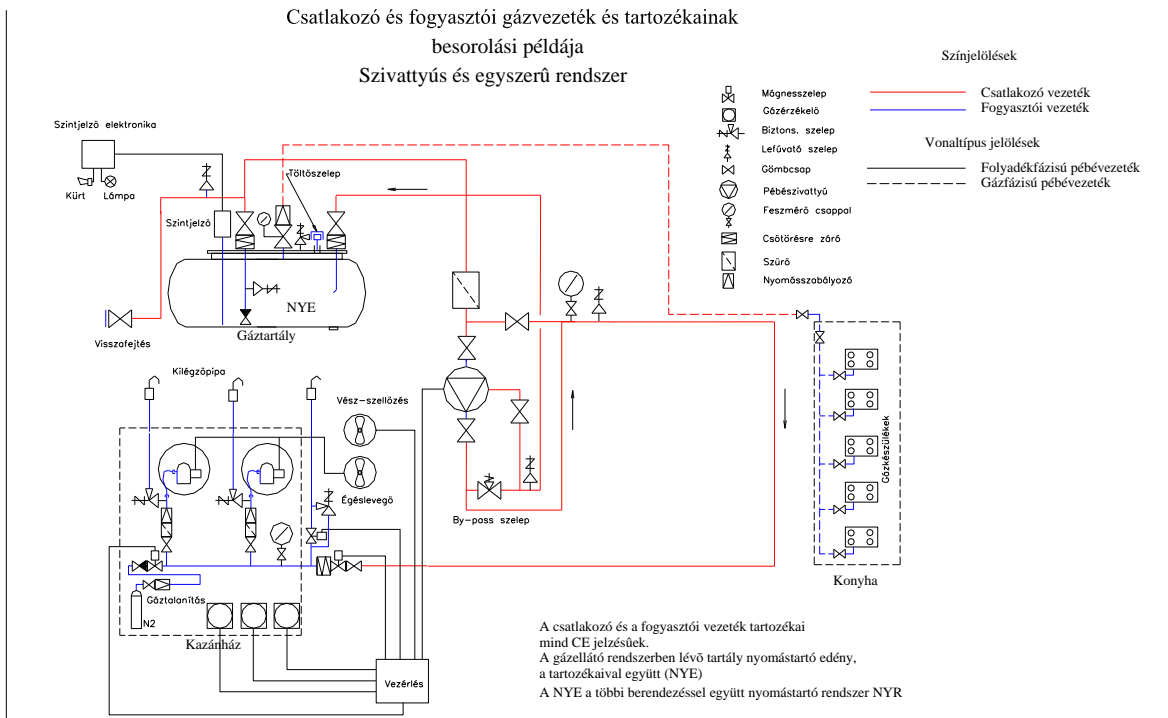 Csatlakozó és fogyasztói gázvezeték és tartozékainak
besorolási példája
Szivattyús és egyszerû rendszer
Színjelölések
Csatlakozó vezeték
Fogyasztói vezeték
Vonaltípus jelölések
Folyadékfázisú pébévezeték
Gázfázisú pébévezeték
Mágnesszelep
Gázérzékelő
Biztons. szelep
Lefúvató szelep
Gömbcsap
Pébészivattyú
Feszmérő csappal
Csőtörésre záró
Szűrő
Nyomásszabályozó
Szintjelző elektronika
Kürt
Lámpa
Szintjelző
Töltőszelep
NYE
Gáztartály
Visszafejtés
Kilégzőpipa
Vész-szellőzés
Égéslevegő
By-pass szelep
Gázkészülékek
Konyha
Gáztalanítás
N2
Kazánház
Vezérlés
A csatlakozó és a fogyasztói vezeték tartozékai
mind CE jelzésûek.
A gázellátó rendszerben lévõ tartály nyomástartó edény,
a tartozékaival együtt (NYE)
A NYE a többi berendezéssel együtt nyomástartó rendszer NYR